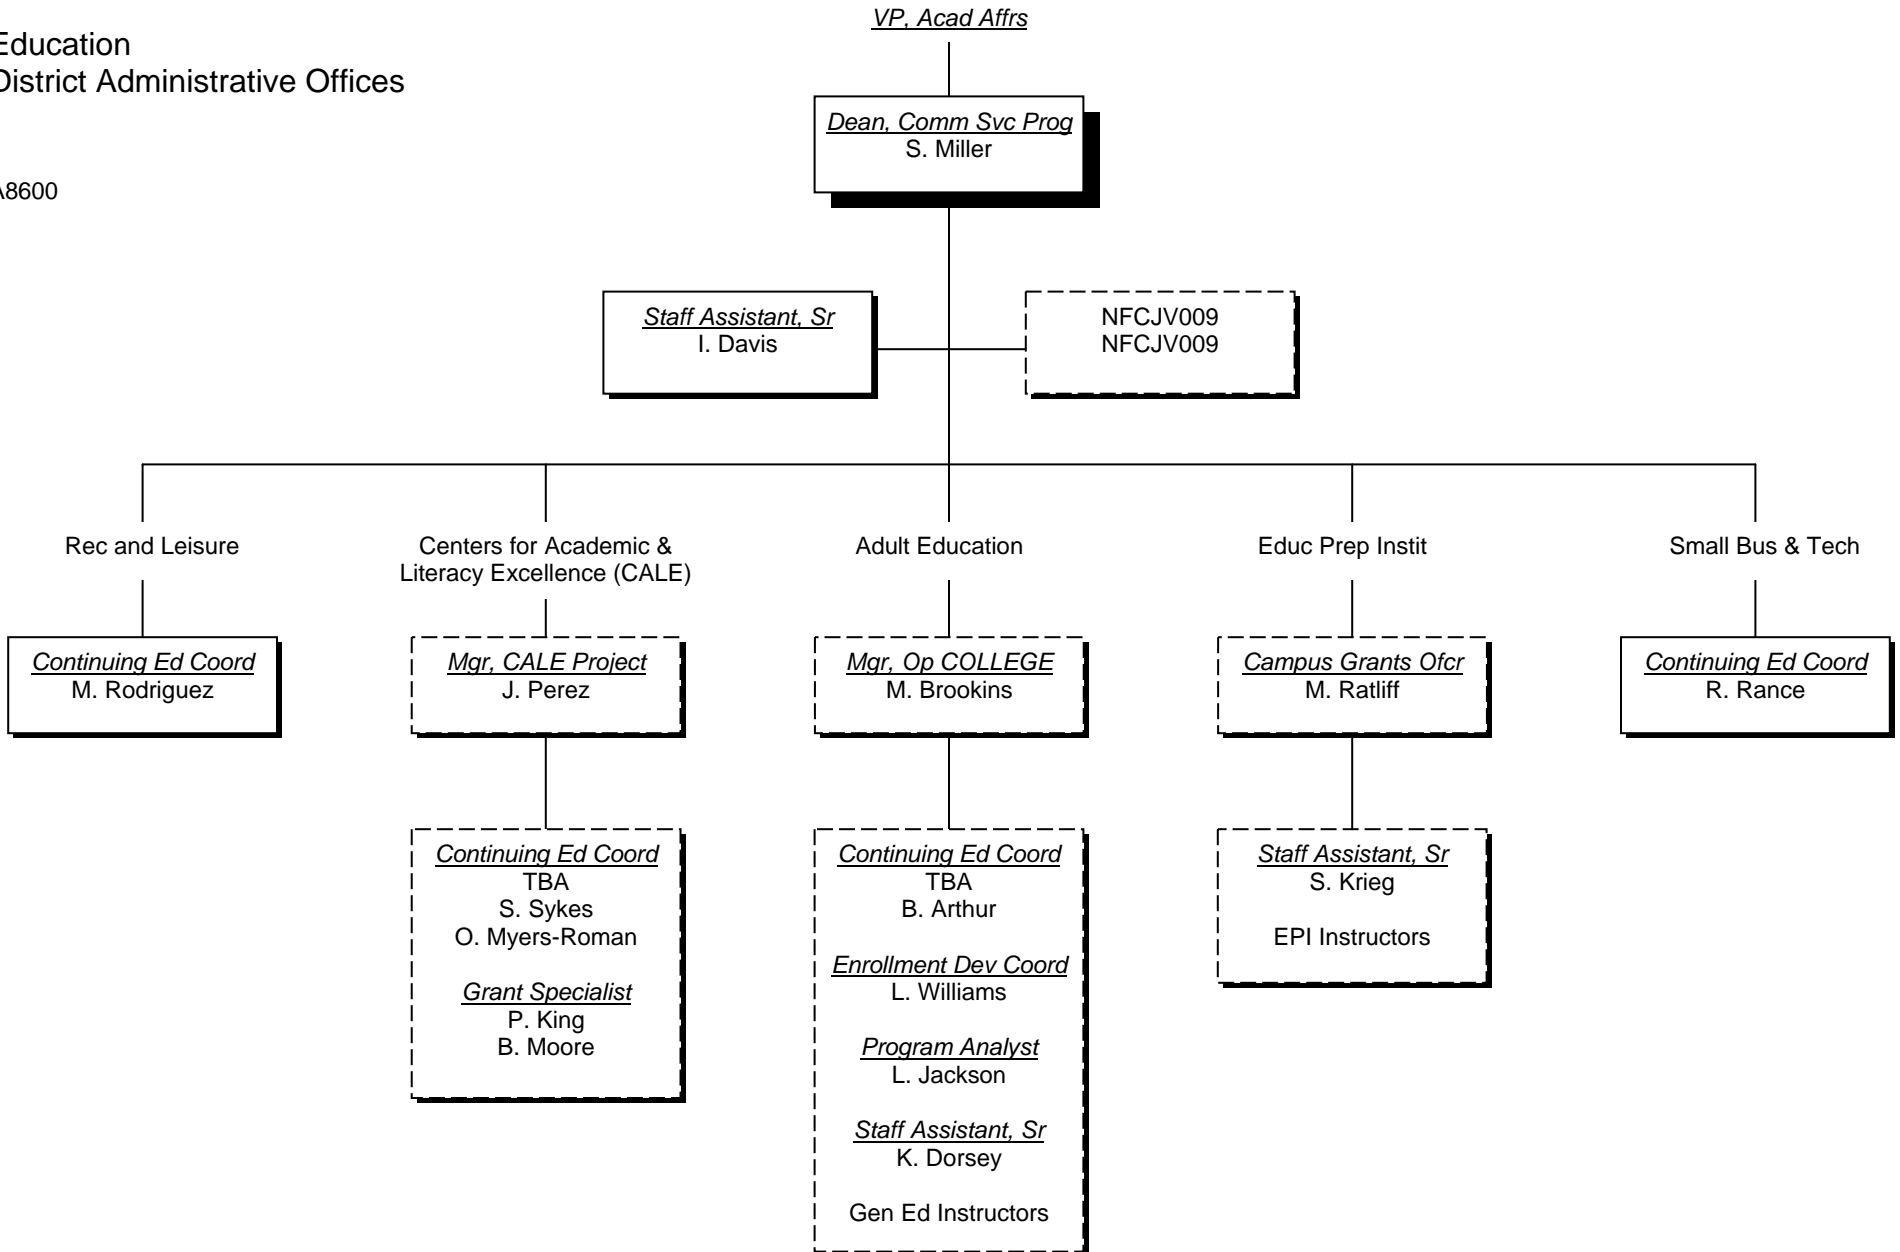 VP, Acad Affrs
Education
District Administrative Offices
Dean, Comm Svc Prog
S. Miller
A8600
Staff Assistant, Sr
I. Davis
NFCJV009
NFCJV009
Rec and Leisure
Centers for Academic &
Literacy Excellence (CALE)
Adult Education
Educ Prep Instit
Small Bus & Tech
Continuing Ed Coord
M. Rodriguez
Mgr, CALE Project
J. Perez
Mgr, Op COLLEGE
M. Brookins
Campus Grants Ofcr
M. Ratliff
Continuing Ed Coord
R. Rance
Continuing Ed Coord
TBA
S. Sykes
O. Myers-Roman
Grant Specialist
P. King
B. Moore
Continuing Ed Coord
TBA
B. Arthur
Enrollment Dev Coord
L. Williams
Program Analyst
L. Jackson
Staff Assistant, Sr
K. Dorsey
Gen Ed Instructors
Staff Assistant, Sr
S. Krieg
EPI Instructors